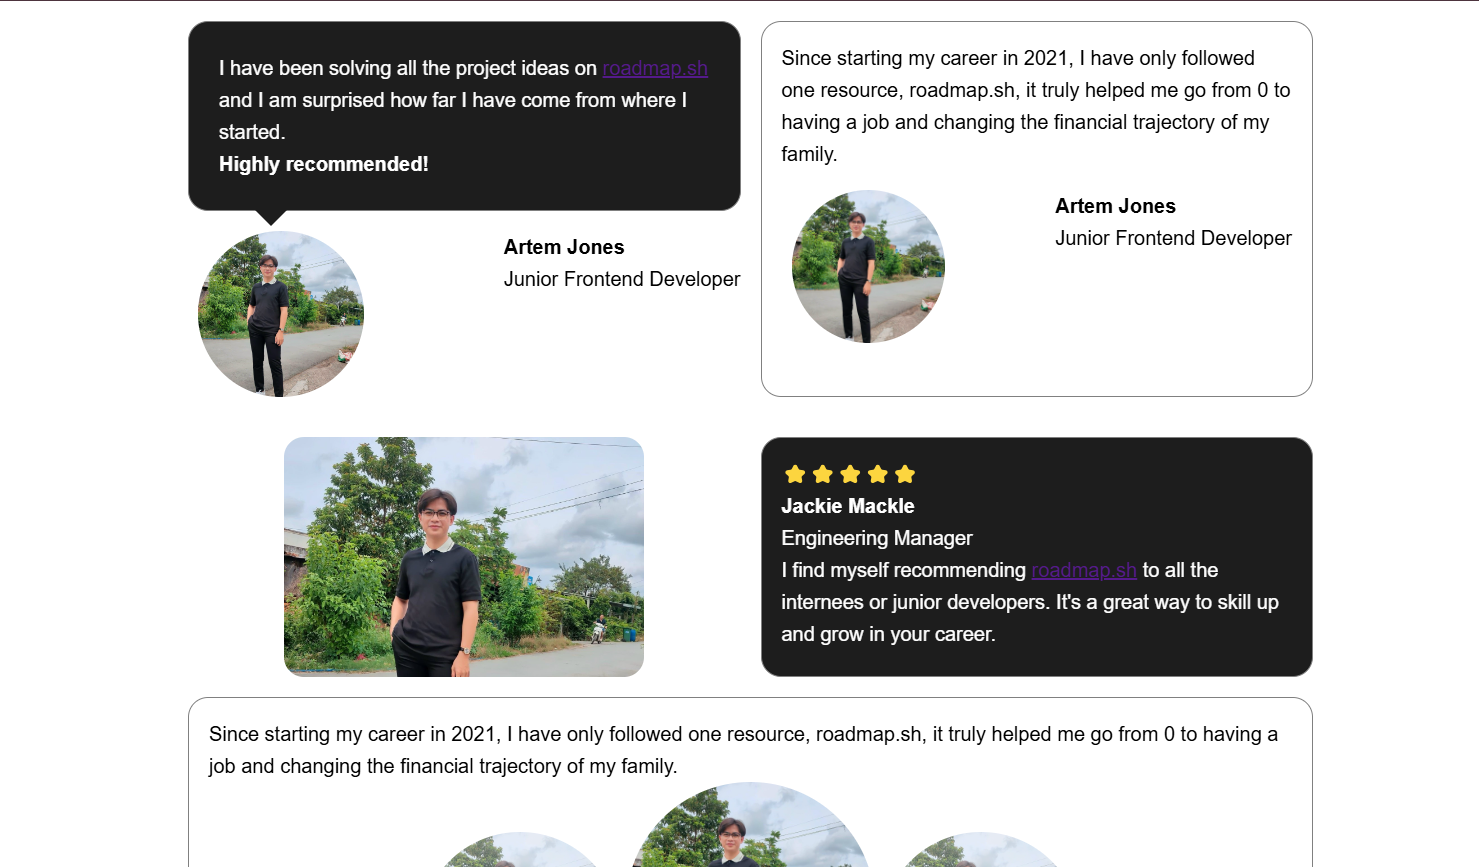 I have been solving all the project ideas on roadmap.sh
and I am surprised how far I have come from where I
started.
Highly recommended!
Artem Jones
Junior Frontend Developer
Since starting my career in 2021, I have only followed
one resource, roadmap.sh, it truly helped me go from 0 to
having a job and changing the financial trajectory of my
family.
Artem Jones
Junior Frontend Developer
Jackie Mackle
Engineering Manager
I find myself recommending roadmap.sh to all the
internees or junior developers. It's a great way to skill up
and grow in your career.
Since starting my career in 2021, I have only followed one resource, roadmap.sh, it truly helped me go from 0 to having a
job and changing the financial trajectory of my family.